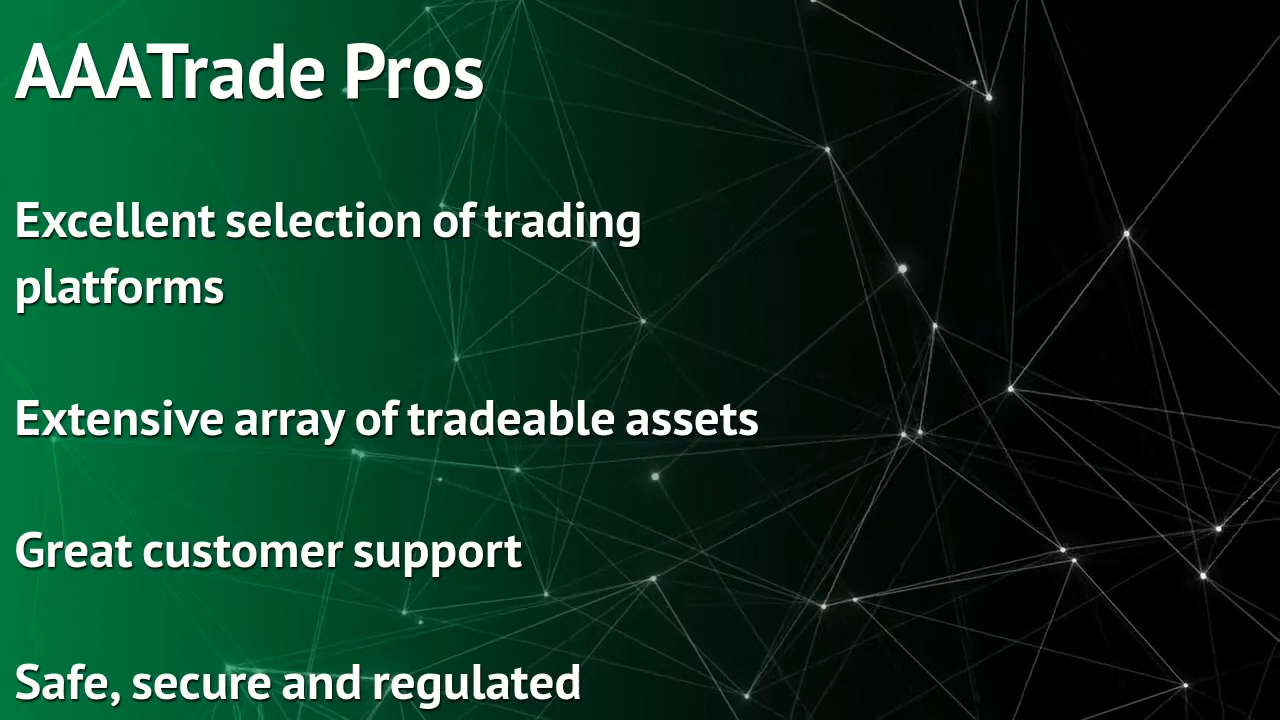 AAATrade Pros
Excellent selection of trading
platforms
Extensive array of tradeable assets
Great customer support
Safe, secure and regulated